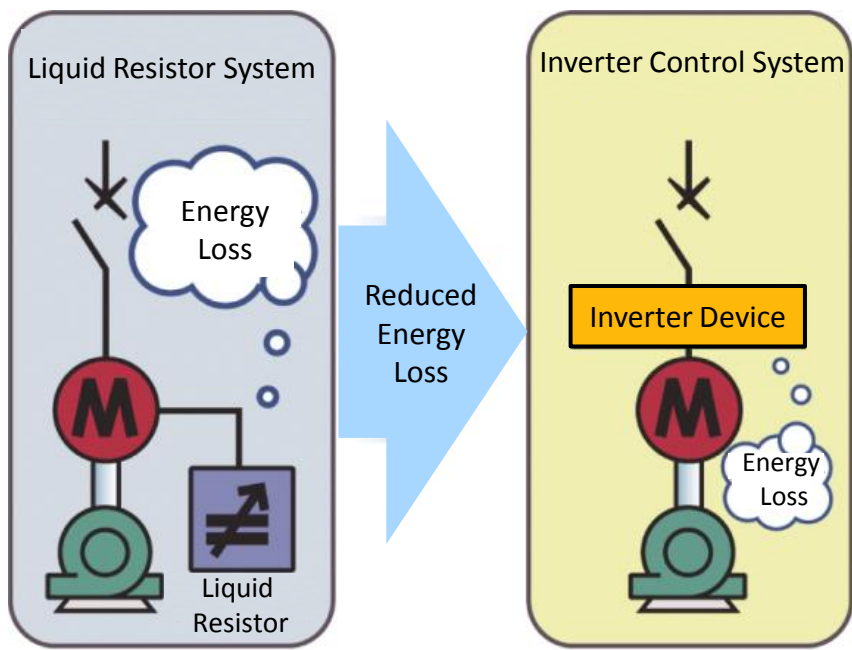 Liquid Resistor System
Energy
Loss
M
Liquid
Resistor
Reduced
Energy
Loss
Inverter Control System
Inverter Device
M
Energy
Loss